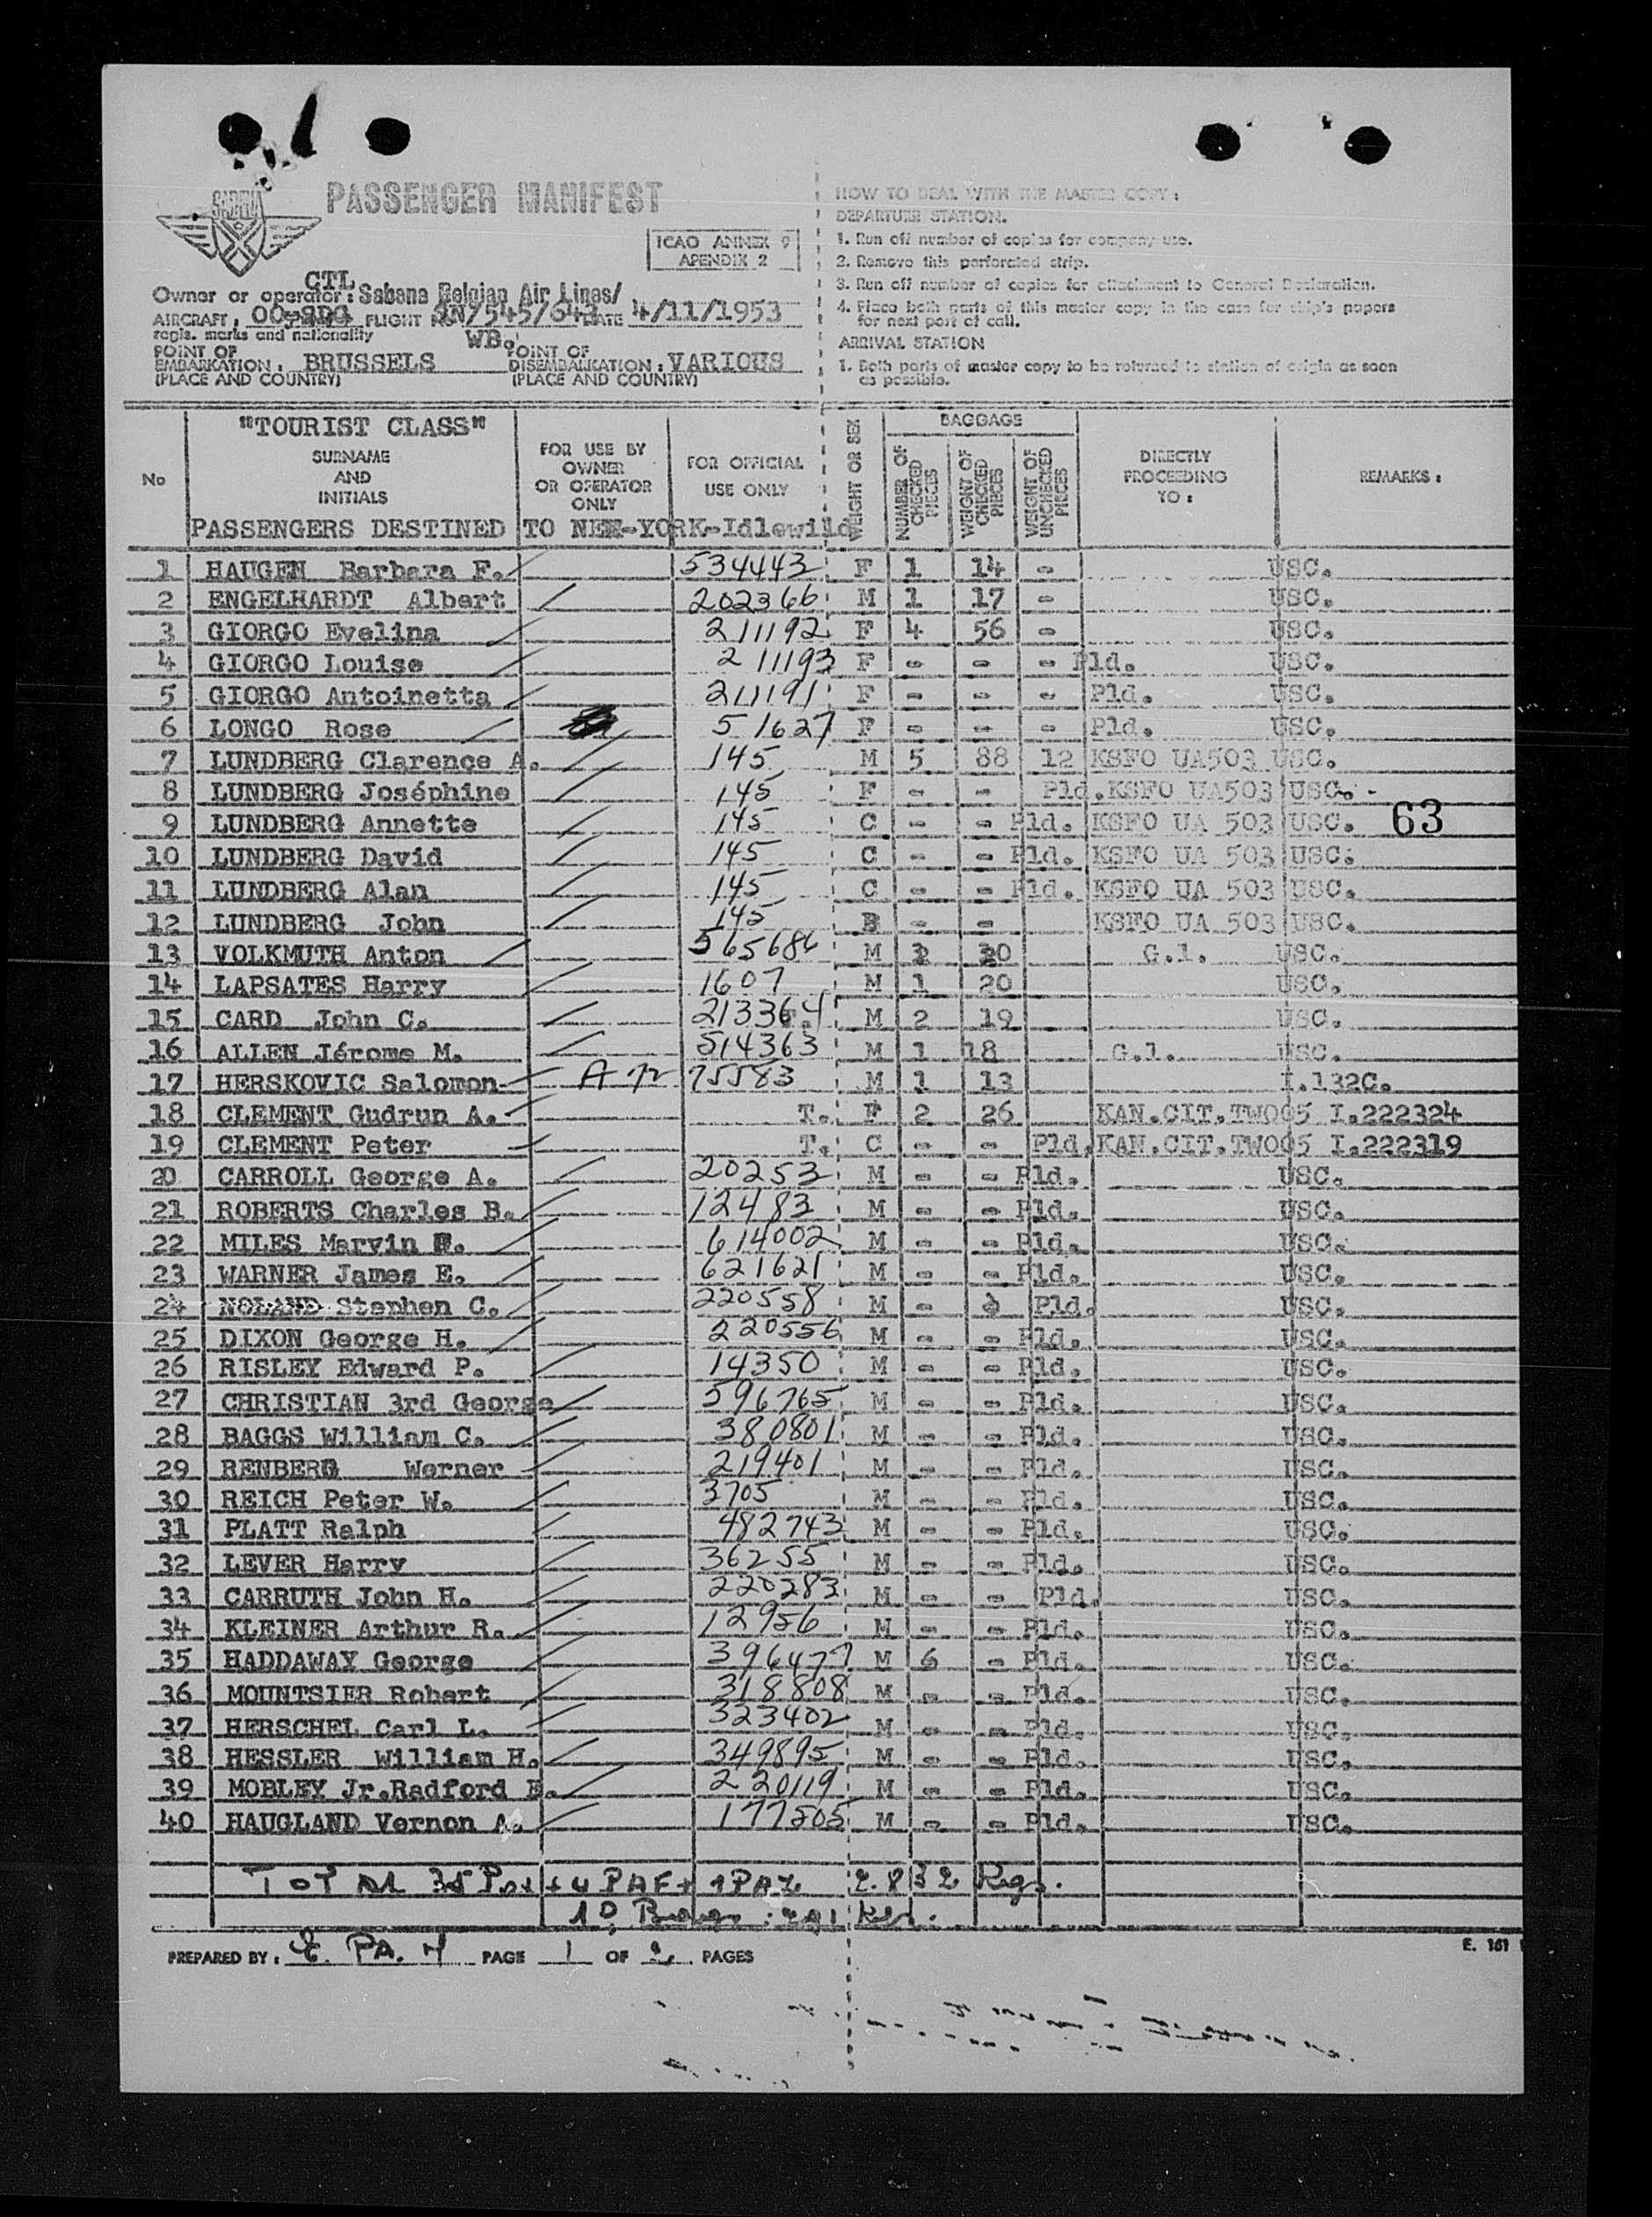 SABENA
PASSENGER MANIFEST
ICAO ANNEX 9
APENDIX 2
CTL
Owner or operator: Sabena Belgian Air Lines/
AIRCRAFT: FLIGHT No SN/545/643 DATE 4/11/1953
regis. marks and nationality WB.
POINT OF EMBARKATION: BRUSSELS POINT OF DISEMBARKATION: VARIOUS
(PLACE AND COUNTRY) (PLACE AND COUNTRY)
HOW TO DEAL WITH THE MASTER COPY:
DEPARTURE STATION.
1. Run off number of copies for company use.
2. Remove this perforated strip.
3. Run off number of copies for attachment to General Declaration.
4. Place both parts of this master copy in the case for ship's papers
for next port of call.
ARRIVAL STATION
1. Both parts of master copy to be returned to station of origin as soon
as possible.
No
"TOURIST CLASS"
SURNAME
AND
INITIALS
FOR USE BY
OWNER
OR OPERATOR
ONLY
FOR OFFICIAL
USE ONLY
WEIGHT OR SEX
BAGGAGE
NUMBER OF CHECKED PIECES
WEIGHT OF CHECKED PIECES
WEIGHT OF UNCHECKED PIECES
DIRECTLY
PROCEEDING
TO:
REMARKS:
PASSENGERS DESTINED TO NEW-YORK-Idlewild
1 HAUGEN Barbara F. 534443 F 1 14 - USC.
2 ENGELHARDT Albert 202366 M 1 17 - USC.
3 GIORGO Evelina 211192 F 4 56 - USC.
4 GIORGO Louise 211193 F - - - Pld. USC.
5 GIORGO Antoinetta 211191 F - - - Pld. USC.
6 LONGO Rose 51627 F - - - Pld. USC.
7 LUNDBERG Clarence A. 145 M 5 88 12 KSFO UA503 USC.
8 LUNDBERG Joséphine 145 F - - Pld. KSFO UA503 USC.
9 LUNDBERG Annette 145 C - - Pld. KSFO UA 503 USC. 63
10 LUNDBERG David 145 C - - Pld. KSFO UA 503 USC.
11 LUNDBERG Alan 145 C - - Pld. KSFO UA 503 USC.
12 LUNDBERG John 145 B - - KSFO UA 503 USC.
13 VOLKMUTH Anton 565686 M G.l. USC.
14 LAPSATES Harry 1607 M 1 20 USC.
15 CARD John C. 213364 M 2 19 USC.
16 ALLEN Jérome M. 514363 M 1 18 G.l. USC.
17 HERSKOVIC Salomon A 72 75583 M 1 13 I.132C.
18 CLEMENT Gudrun A. T. F 2 26 KAN.CIT.TW005 I.222324
19 CLEMENT Peter T. C - - Pld. KAN.CIT.TW005 I.222319
20 CARROLL George A. 20253 M - - Pld. USC.
21 ROBERTS Charles B. 12483 M - - Pld. USC.
22 MILES Marvin 614002 M - - Pld. USC.
23 WARNER James E. 621621 M - - Pld. USC.
24 NOLAND Stephen C. 220558 M - Pld. USC.
25 DIXON George H. 220556 M - - Pld. USC.
26 RISLEY Edward P. 14350 M - - Pld. USC.
27 CHRISTIAN 3rd George 596765 M - - Pld. USC.
28 BAGGS William C. 380801 M - - Pld. USC.
29 RENBERG Werner 219401 M - - Pld. USC.
30 REICH Peter W. 3705 M - - Pld. USC.
31 PLATT Ralph 482743 M - - Pld. USC.
32 LEVER Harry 36255 M - - Pld. USC.
33 CARRUTH John H. 220283 M - - Pld. USC.
34 KLEINER Arthur R. 12956 M - - Pld. USC.
35 HADDAWAY George 396477 M 6 - Pld. USC.
36 MOUNTSIER Robert 318808 M - - Pld. USC.
37 HERSCHEL Carl L. 323402 M - - Pld. USC.
38 HESSLER William H. 349895 M - - Pld. USC.
39 MOBLEY Jr.Radford E. 220119 M - - Pld. USC.
40 HAUGLAND Vernon A. 177505 M - - Pld. USC.
TOTAL 35 + 4 + 1 2.832 Kgs.
PREPARED BY: PAGE 1 OF 2 PAGES
E. 161